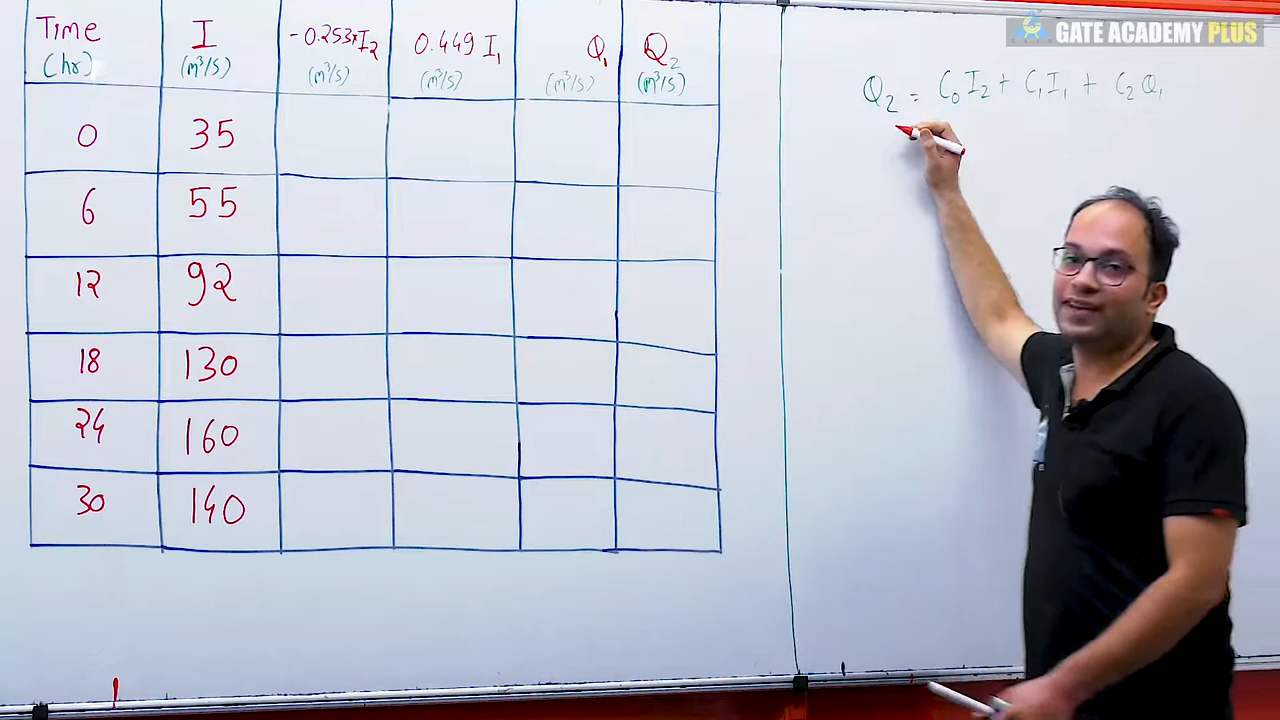 GATE ACADEMY PLUS
Time I -0.253*I₂ 0.449 I₁ Q₁ Q₂
(hr) (m³/s) (m³/s) (m³/s) (m³/s) (m³/s)
0 35
6 55
12 92
18 130
24 160
30 140
Q₂ = C₀I₂ + C₁I₁ + C₂Q₁